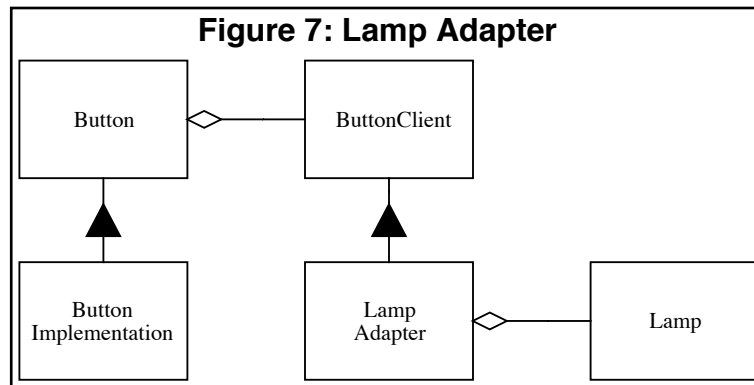 Figure 7: Lamp Adapter
Button
ButtonClient
Button
Implementation
Lamp
Adapter
Lamp